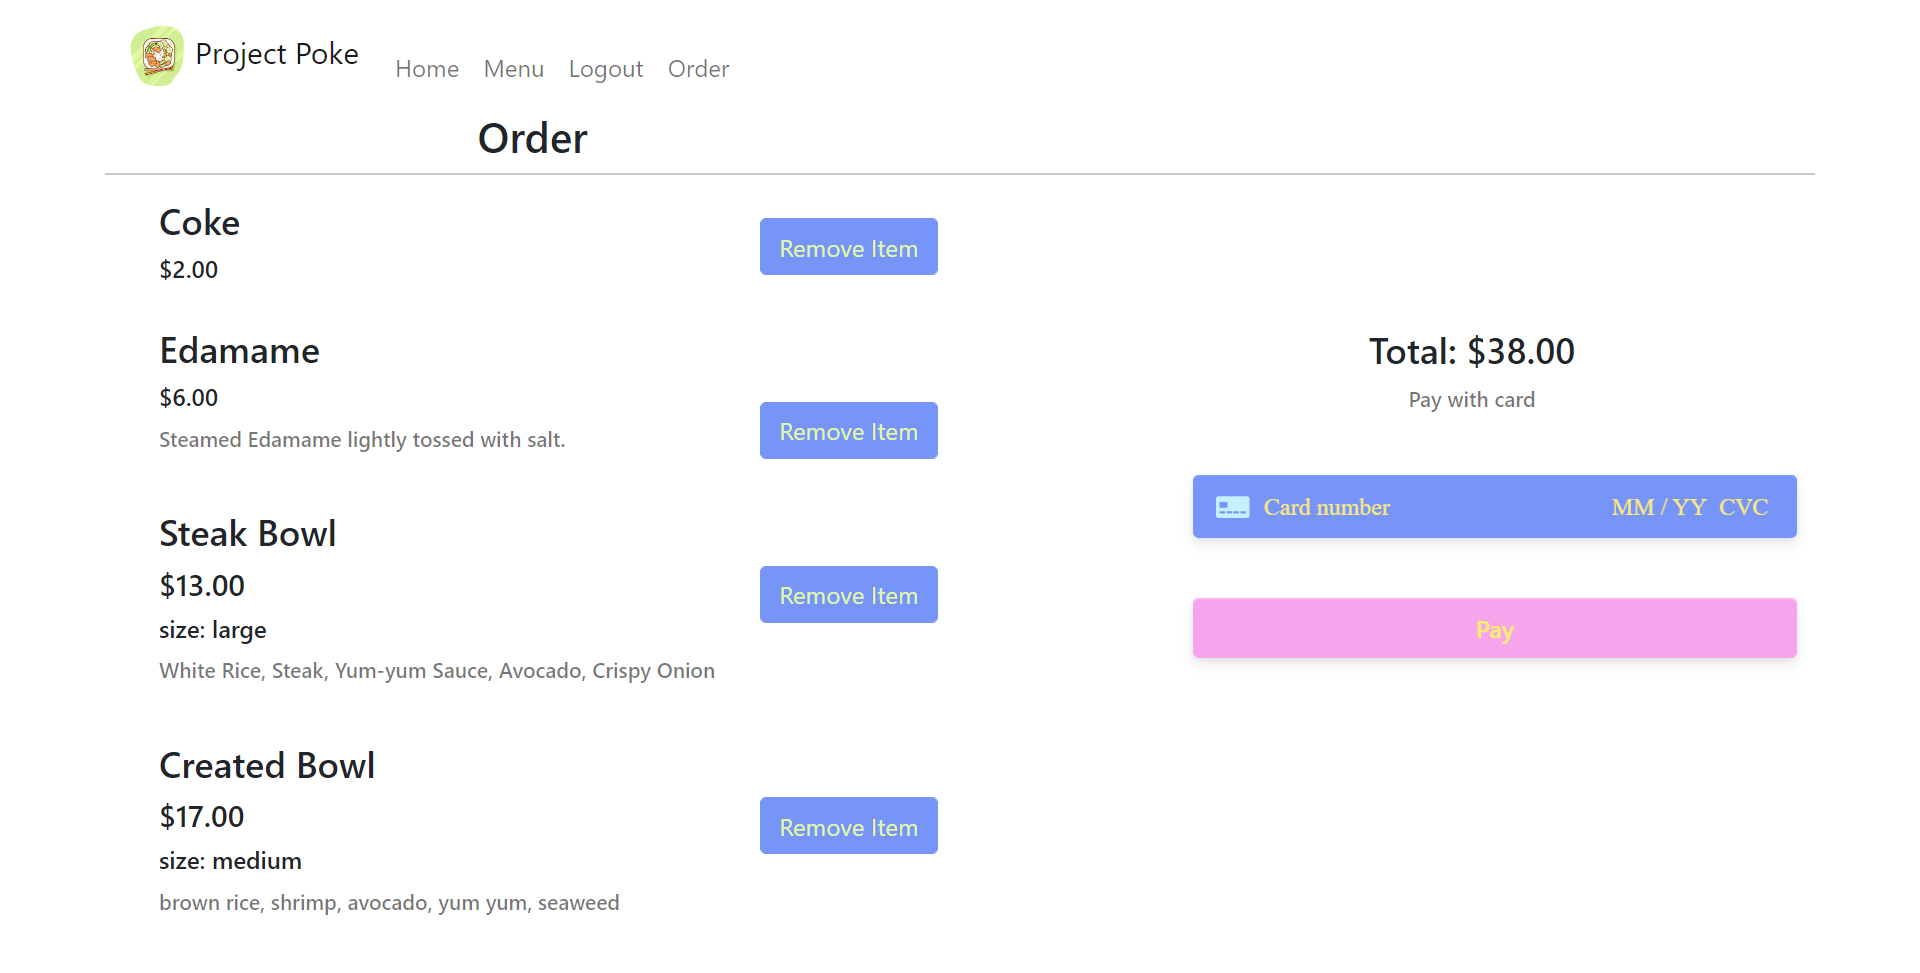 Project Poke
Home Menu Logout Order
Order
Coke
$2.00
Remove Item
Edamame
$6.00
Steamed Edamame lightly tossed with salt.
Remove Item
Steak Bowl
$13.00
size: large
White Rice, Steak, Yum-yum Sauce, Avocado, Crispy Onion
Remove Item
Created Bowl
$17.00
size: medium
brown rice, shrimp, avocado, yum yum, seaweed
Remove Item
Total: $38.00
Pay with card
Card number MM / YY CVC
Pay